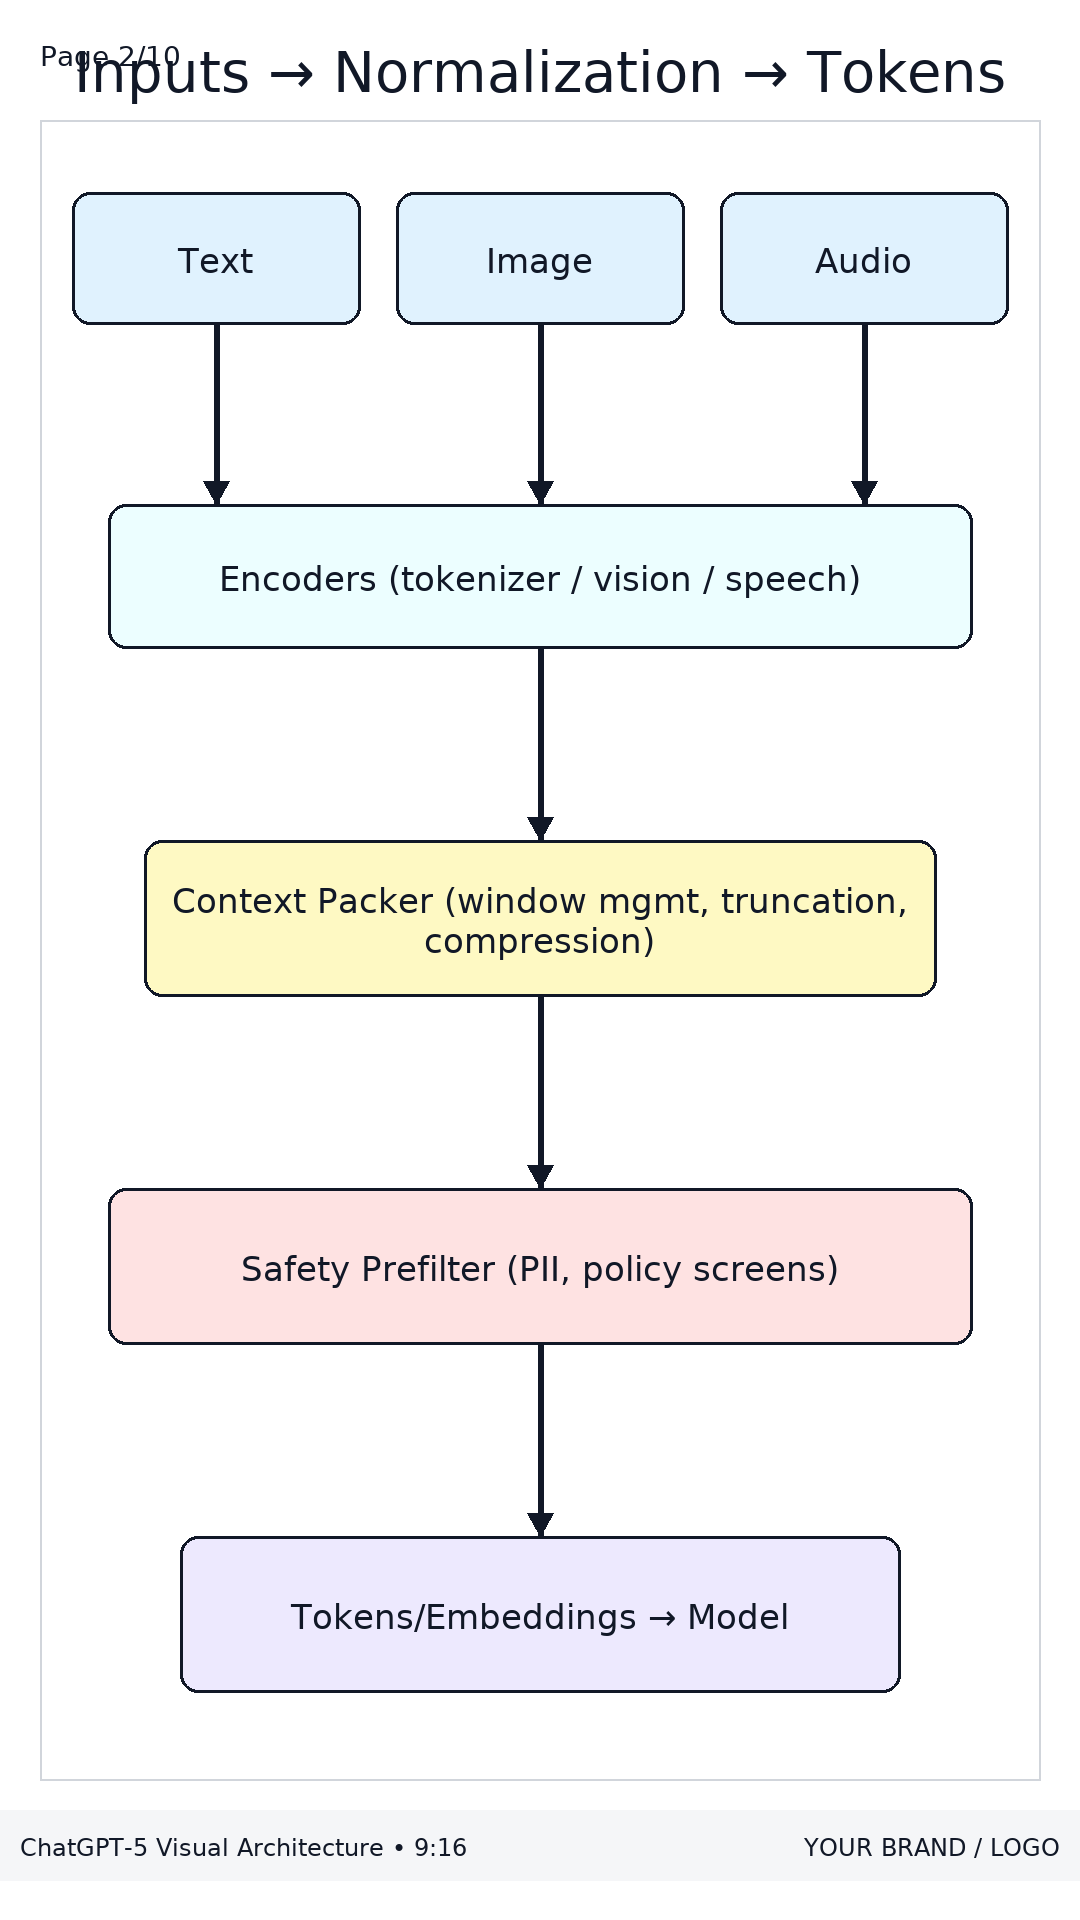 Page 2/10
Inputs → Normalization → Tokens
Text
Image
Audio
Encoders (tokenizer / vision / speech)
Context Packer (window mgmt, truncation,
compression)
Safety Prefilter (PII, policy screens)
Tokens/Embeddings → Model
ChatGPT-5 Visual Architecture • 9:16
YOUR BRAND / LOGO